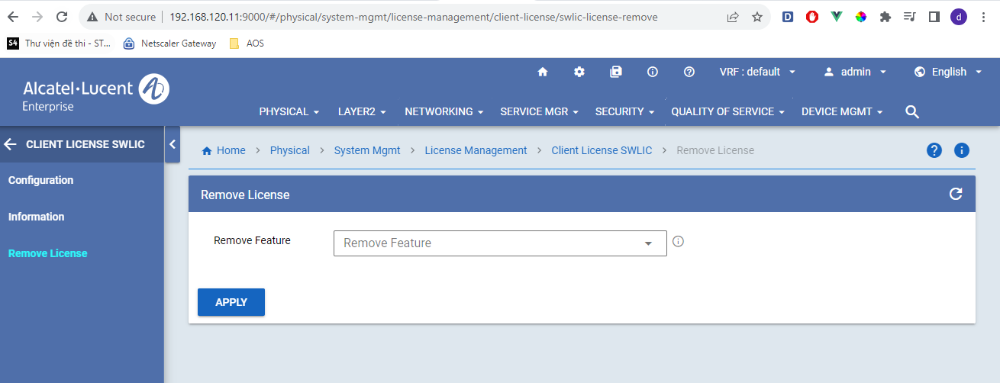 Not secure 192.168.120.11:9000/#/physical/system-mgmt/license-management/client-license/swlic-license-remove
D
d
S4 Thư viện đề thi - ST... Netscaler Gateway AOS
VRF : default admin English
Alcatel·Lucent
Enterprise
PHYSICAL LAYER2 NETWORKING SERVICE MGR SECURITY QUALITY OF SERVICE DEVICE MGMT
CLIENT LICENSE SWLIC
Home > Physical > System Mgmt > License Management > Client License SWLIC > Remove License
Configuration
Information
Remove License
Remove License
Remove Feature Remove Feature
APPLY